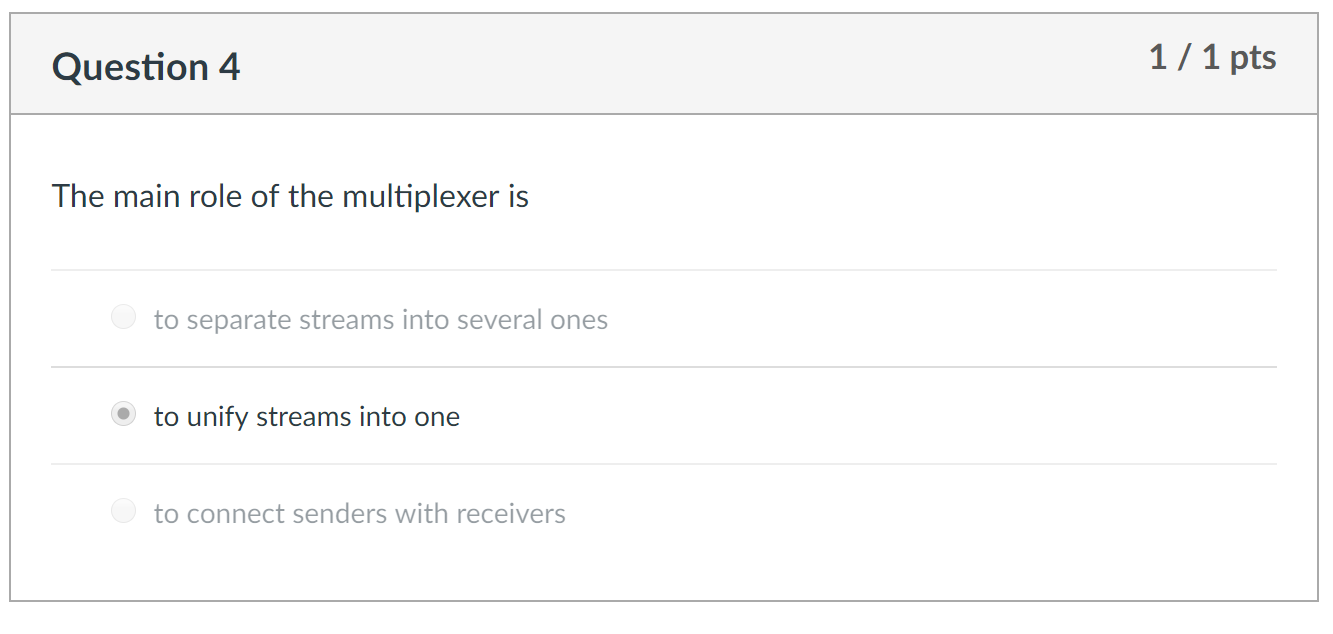 Question 4
1 / 1 pts
The main role of the multiplexer is
to separate streams into several ones
to unify streams into one
to connect senders with receivers